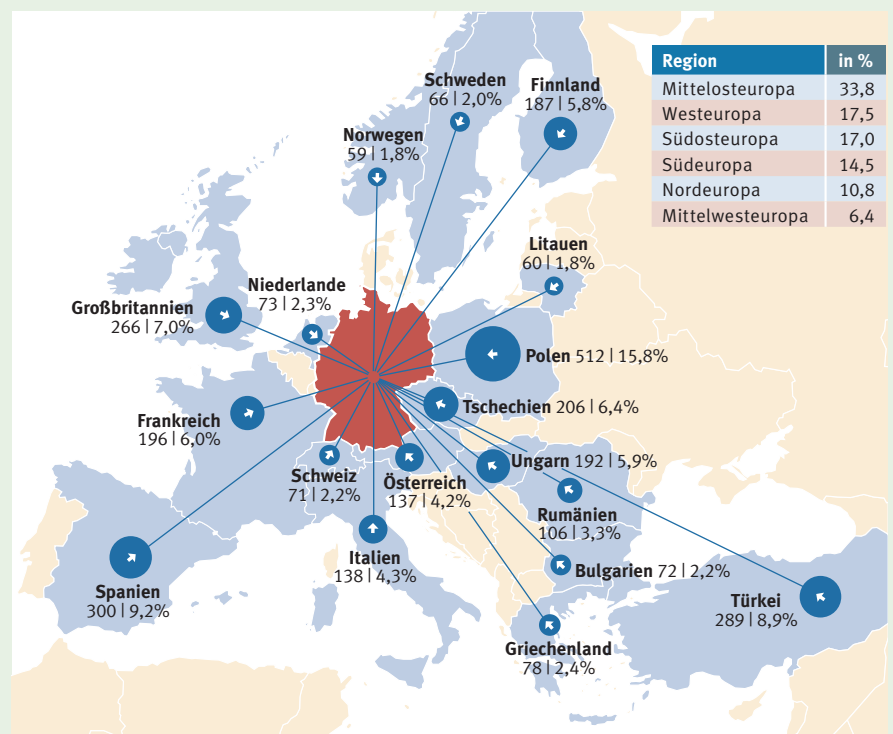 Region in %
Mittelosteuropa 33,8
Westeuropa 17,5
Südosteuropa 17,0
Südeuropa 14,5
Nordeuropa 10,8
Mittelwesteuropa 6,4
Schweden
66 | 2,0%
Finnland
187 | 5,8%
Norwegen
59 | 1,8%
Litauen
60 | 1,8%
Niederlande
73 | 2,3%
Großbritannien
266 | 7,0%
Polen 512 | 15,8%
Tschechien 206 | 6,4%
Frankreich
196 | 6,0%
Ungarn 192 | 5,9%
Schweiz
71 | 2,2%
Österreich
137 | 4,2%
Rumänien
106 | 3,3%
Italien
138 | 4,3%
Bulgarien 72 | 2,2%
Spanien
300 | 9,2%
Türkei
289 | 8,9%
Griechenland
78 | 2,4%